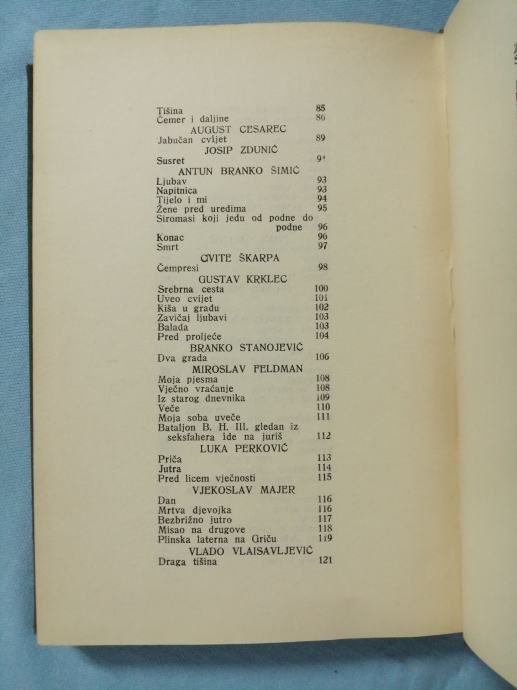 Tišina 85
Čemer i daljine 86
AUGUST CESAREC
Jabučan cvijet 89
JOSIP ZDUNIĆ
Susret
ANTUN BRANKO ŠIMIĆ
Ljubav 93
Napitnica 93
Tijelo i mi 94
Žene pred uredima 95
Siromasi koji jedu od podne do
podne 96
Konac 96
Smrt 97
CVITE ŠKARPA
Čempresi 98
GUSTAV KRKLEC
Srebrna cesta 100
Uveo cvijet 101
Kiša u gradu 102
Zavičaj ljubavi 103
Balada 103
Pred proljeće 104
BRANKO STANOJEVIĆ
Dva grada 106
MIROSLAV FELDMAN
Moja pjesma 108
Vječno vraćanje 108
Iz starog dnevnika 109
Veče 110
Moja soba uveče 111
Bataljon B. H. III. gledan iz
seksfahera ide na juriš 112
LUKA PERKOVIĆ
Priča 113
Jutra 114
Pred licem vječnosti 115
VJEKOSLAV MAJER
Dan 116
Mrtva djevojka 116
Bezbrižno jutro 117
Misao na drugove 118
Plinska laterna na Griču 119
VLADO VLAISAVLJEVIĆ
Draga tišina 121